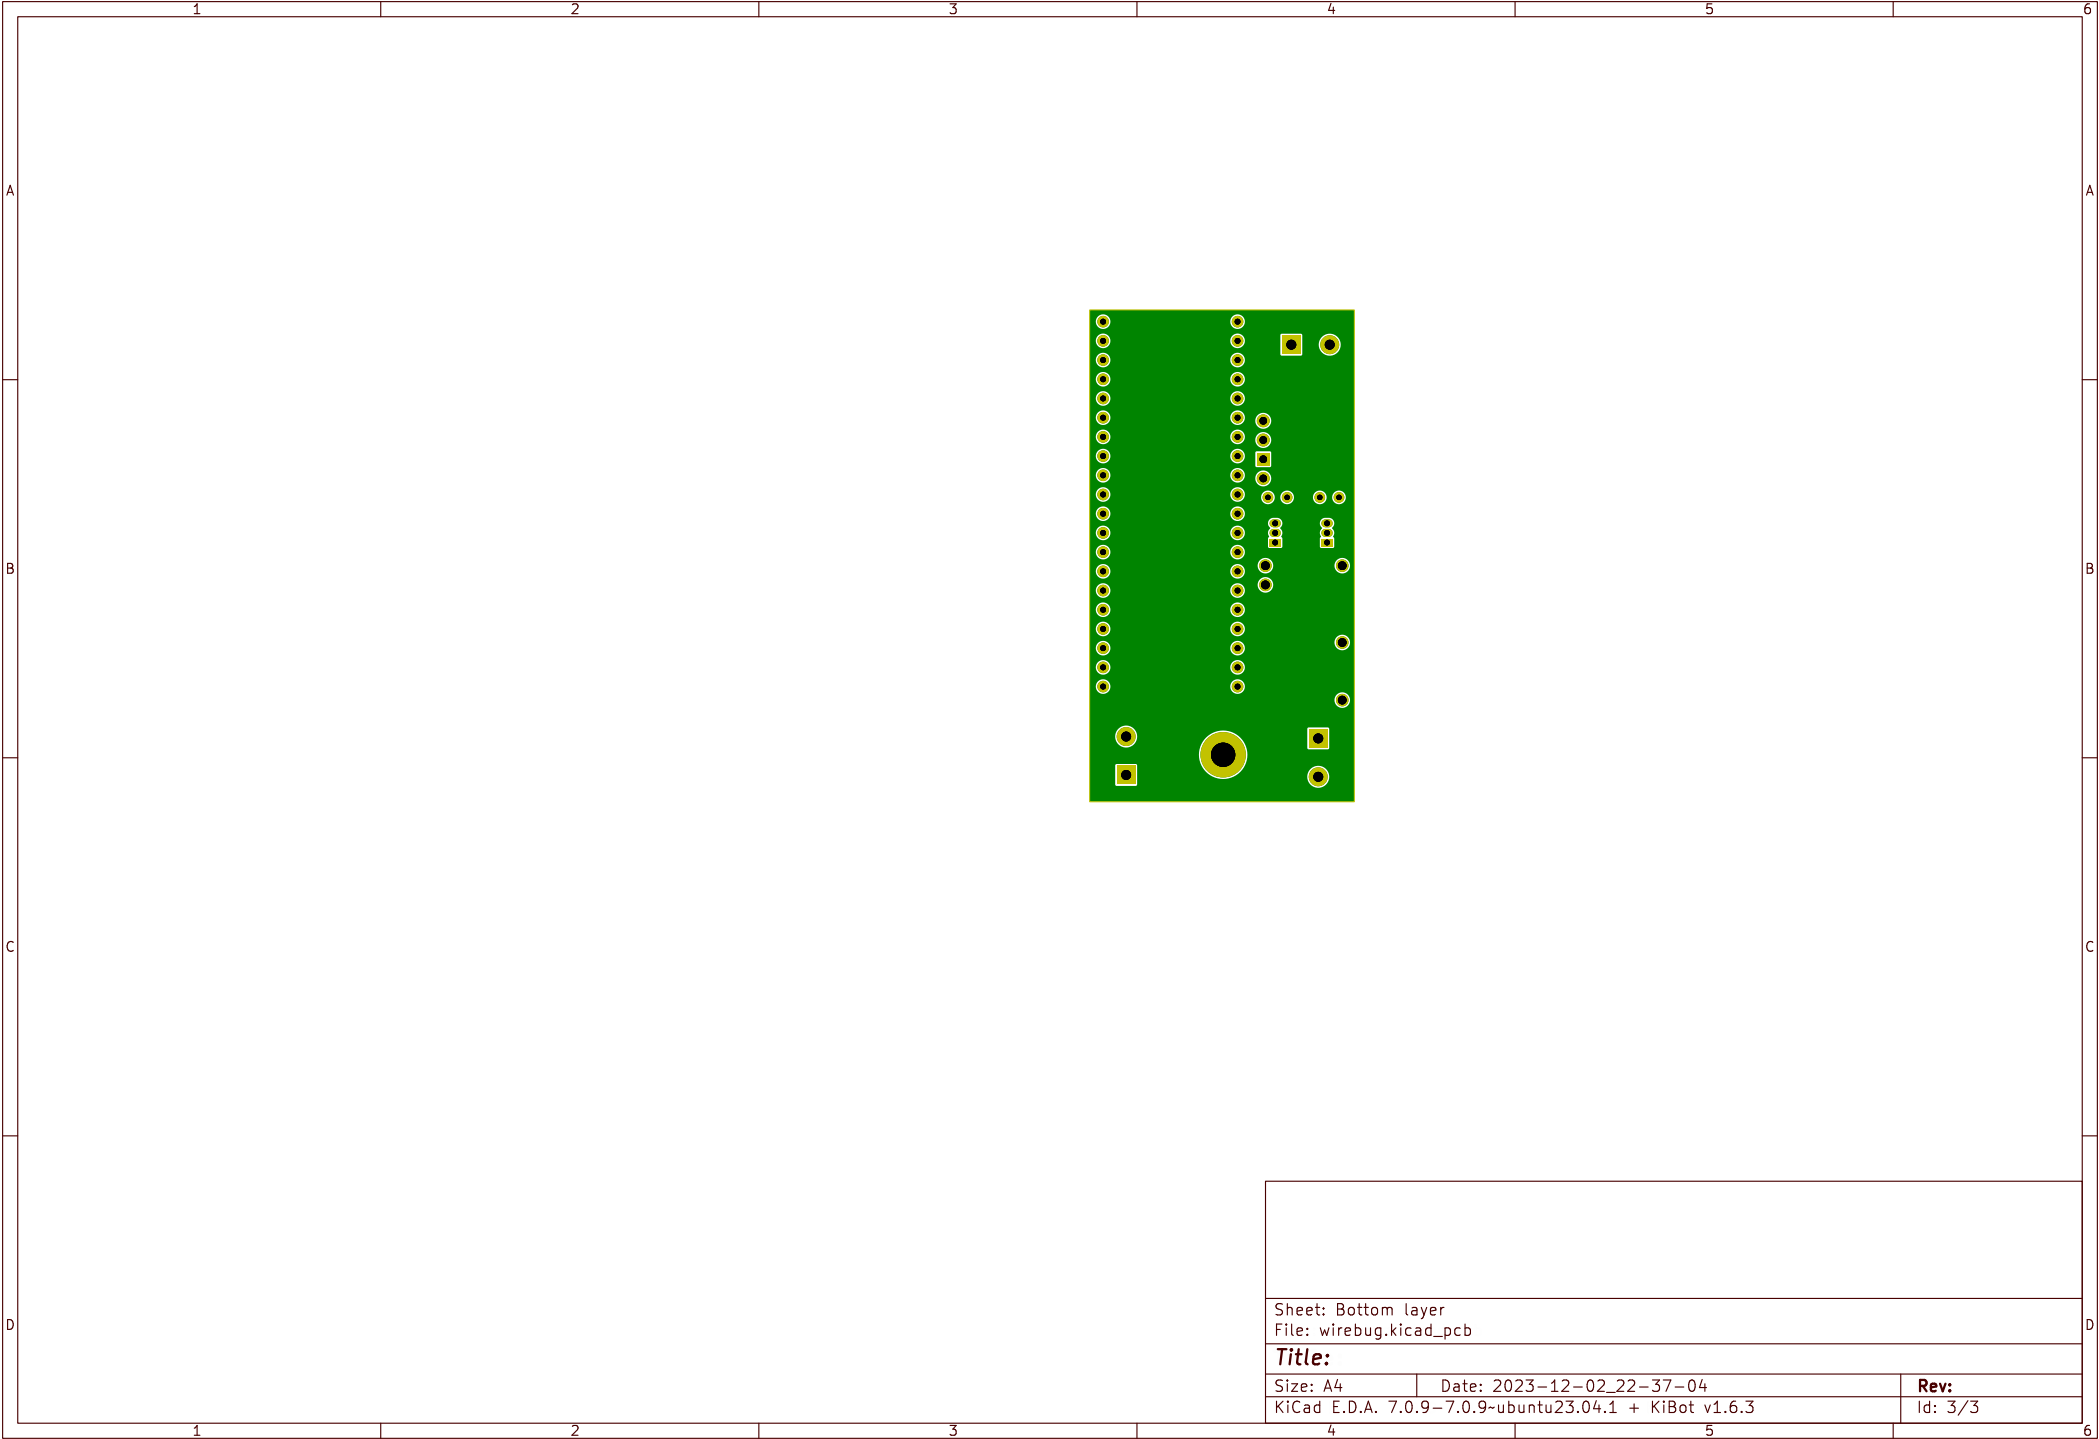 1 2 3 4 5 6
A A
B B
C C
Sheet: Bottom layer
D D
File: wirebug.kicad_pcb
Title:
Size: A4 Date: 2023-12-02_22-37-04 Rev:
KiCad E.D.A. 7.0.9-7.0.9~ubuntu23.04.1 + KiBot v1.6.3 Id: 3/3
1 2 3 4 5 6